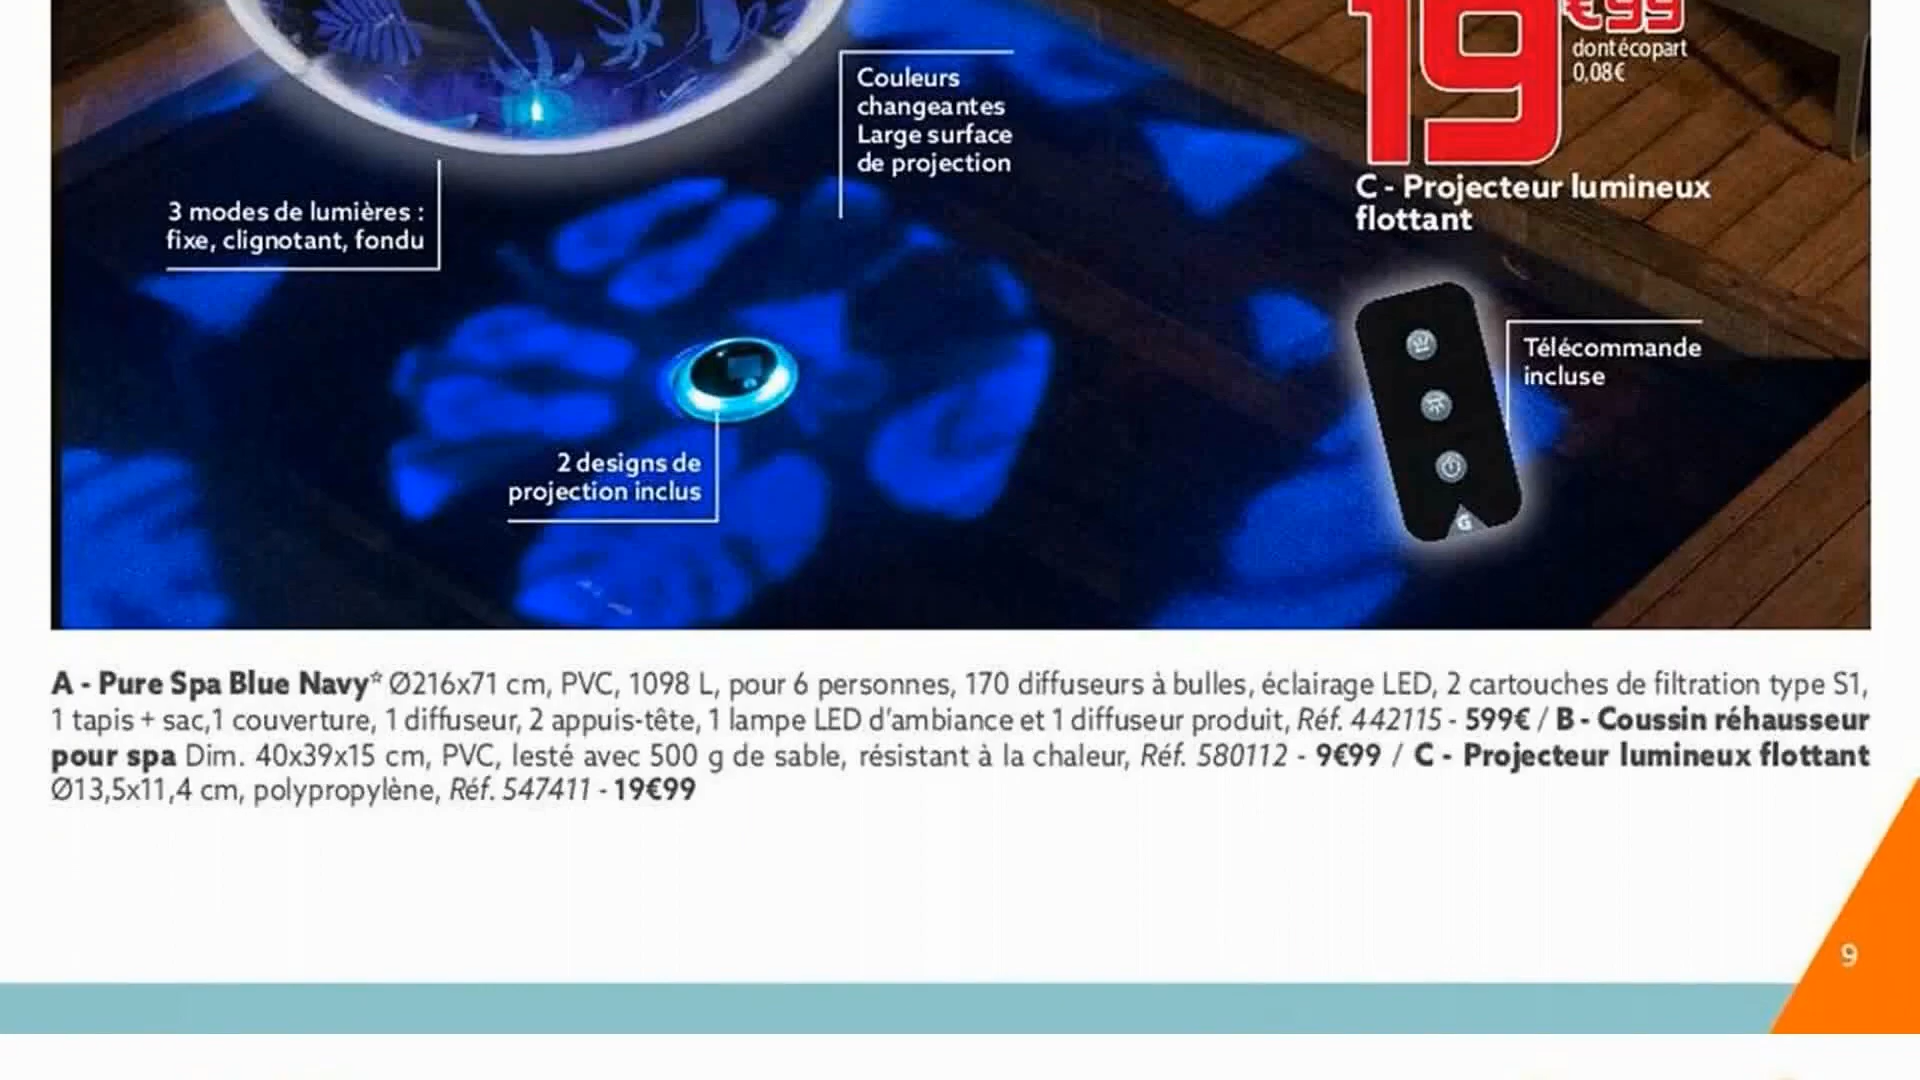 19€99
dont écopart
0,08€
Couleurs
changeantes
Large surface
de projection
C - Projecteur lumineux
flottant
3 modes de lumières :
fixe, clignotant, fondu
Télécommande
incluse
2 designs de
projection inclus
G
A - Pure Spa Blue Navy* Ø216x71 cm, PVC, 1098 L, pour 6 personnes, 170 diffuseurs à bulles, éclairage LED, 2 cartouches de filtration type S1,
1 tapis + sac,1 couverture, 1 diffuseur, 2 appuis-tête, 1 lampe LED d'ambiance et 1 diffuseur produit, Réf. 442115 - 599€ / B - Coussin réhausseur
pour spa Dim. 40x39x15 cm, PVC, lesté avec 500 g de sable, résistant à la chaleur, Réf. 580112 - 9€99 / C - Projecteur lumineux flottant
Ø13,5x11,4 cm, polypropylène, Réf. 547411 - 19€99
9